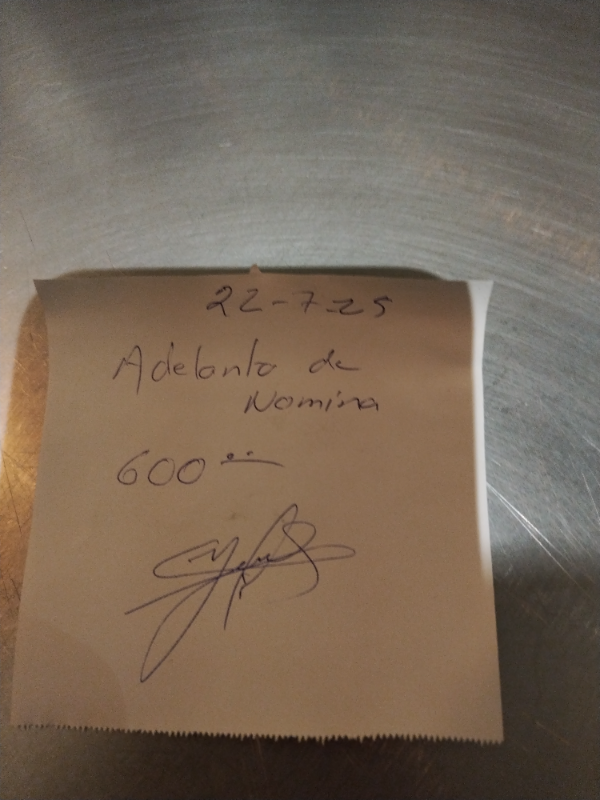 22-7-25
Adelanto de
Nomina
600 ..